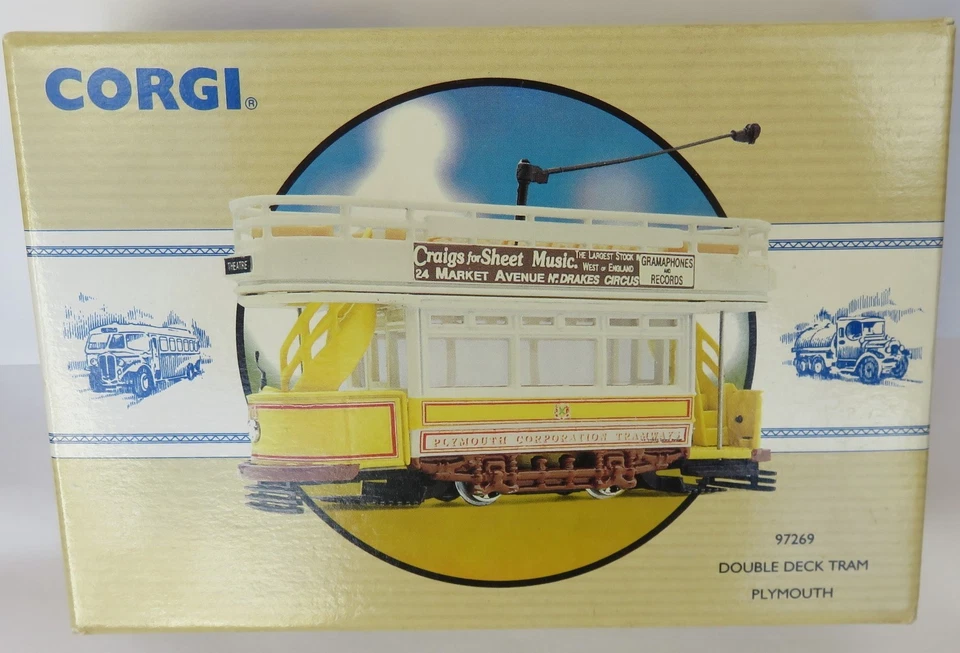 CORGI®
THEATRE
Craigs for Sheet Music.
THE LARGEST STOCK IN
WEST OF ENGLAND
24 MARKET AVENUE Nr. DRAKES CIRCUS
GRAMAPHONES
AND
RECORDS
PLYMOUTH CORPORATION TRAMWAYS
97269
DOUBLE DECK TRAM
PLYMOUTH